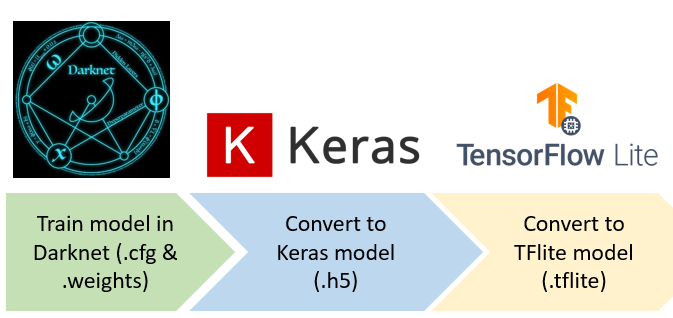 Darknet
K Keras
TF
TensorFlow Lite
Train model in
Darknet (.cfg &
.weights)
Convert to
Keras model
(.h5)
Convert to
TFlite model
(.tflite)